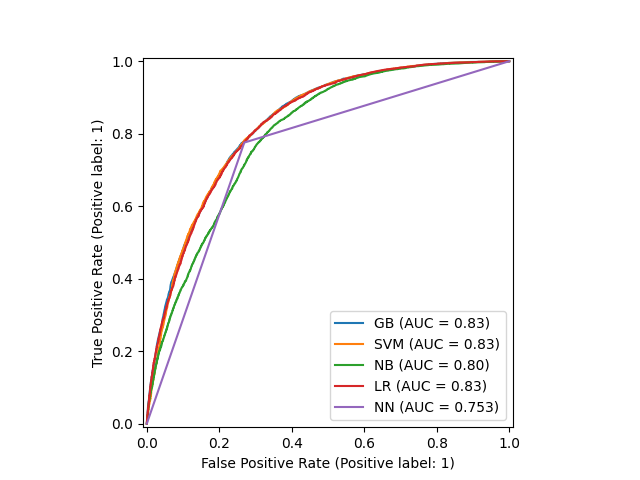 1.0
0.8
0.6
0.4
0.2
0.0
True Positive Rate (Positive label: 1)
GB (AUC = 0.83)
SVM (AUC = 0.83)
NB (AUC = 0.80)
LR (AUC = 0.83)
NN (AUC = 0.753)
0.0 0.2 0.4 0.6 0.8 1.0
False Positive Rate (Positive label: 1)